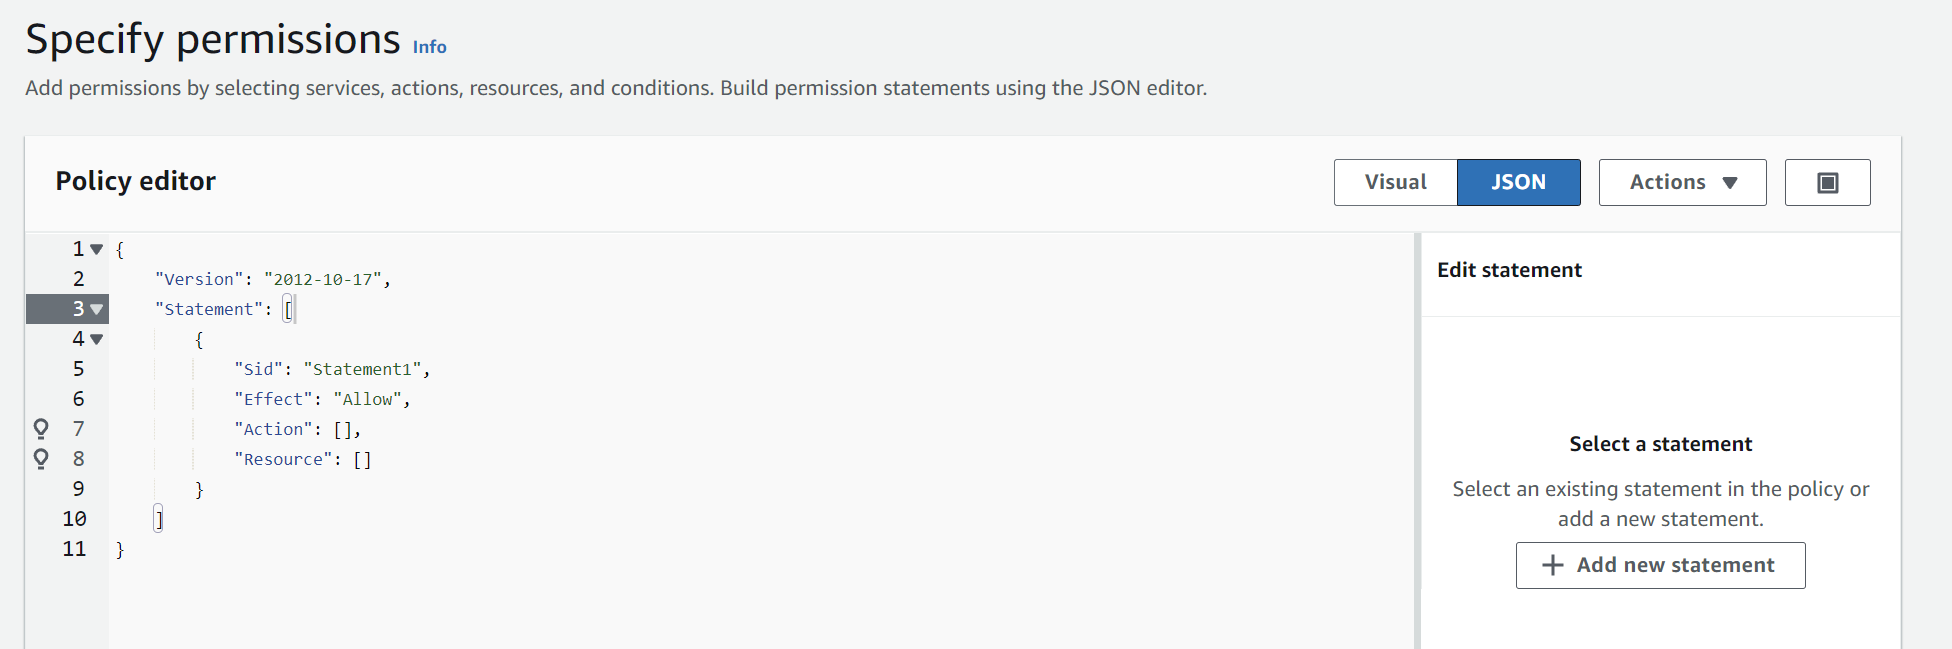 Specify permissions Info
Add permissions by selecting services, actions, resources, and conditions. Build permission statements using the JSON editor.
Policy editor
Visual JSON Actions
1 {
2 "Version": "2012-10-17",
3 "Statement": [
4 {
5 "Sid": "Statement1",
6 "Effect": "Allow",
7 "Action": [],
8 "Resource": []
9 }
10 ]
11 }
Edit statement
Select a statement
Select an existing statement in the policy or
add a new statement.
Add new statement